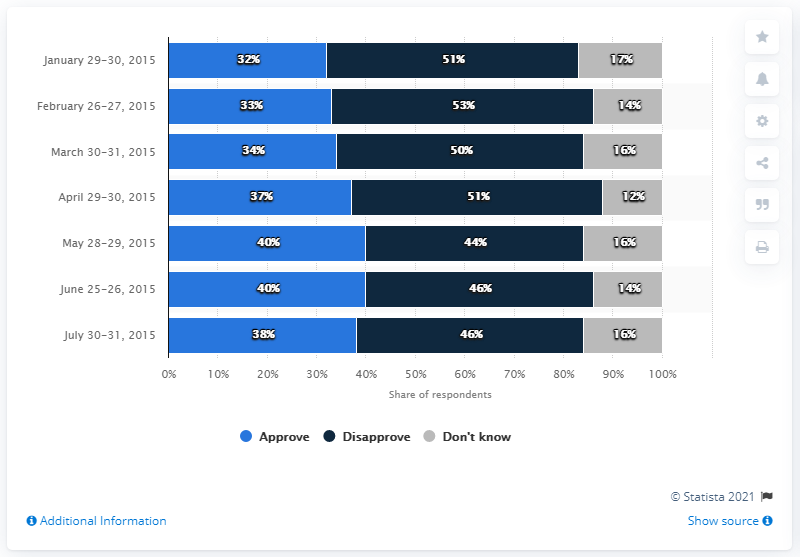 January 29-30, 2015 32% 51% 17%
February 26-27, 2015 33% 53% 14%
March 30-31, 2015 34% 50% 16%
April 29-30, 2015 37% 51% 12%
May 28-29, 2015 40% 44% 16%
June 25-26, 2015 40% 46% 14%
July 30-31, 2015 38% 46% 16%
0% 10% 20% 30% 40% 50% 60% 70% 80% 90% 100%
Share of respondents
Approve Disapprove Don't know
© Statista 2021
Additional Information Show source